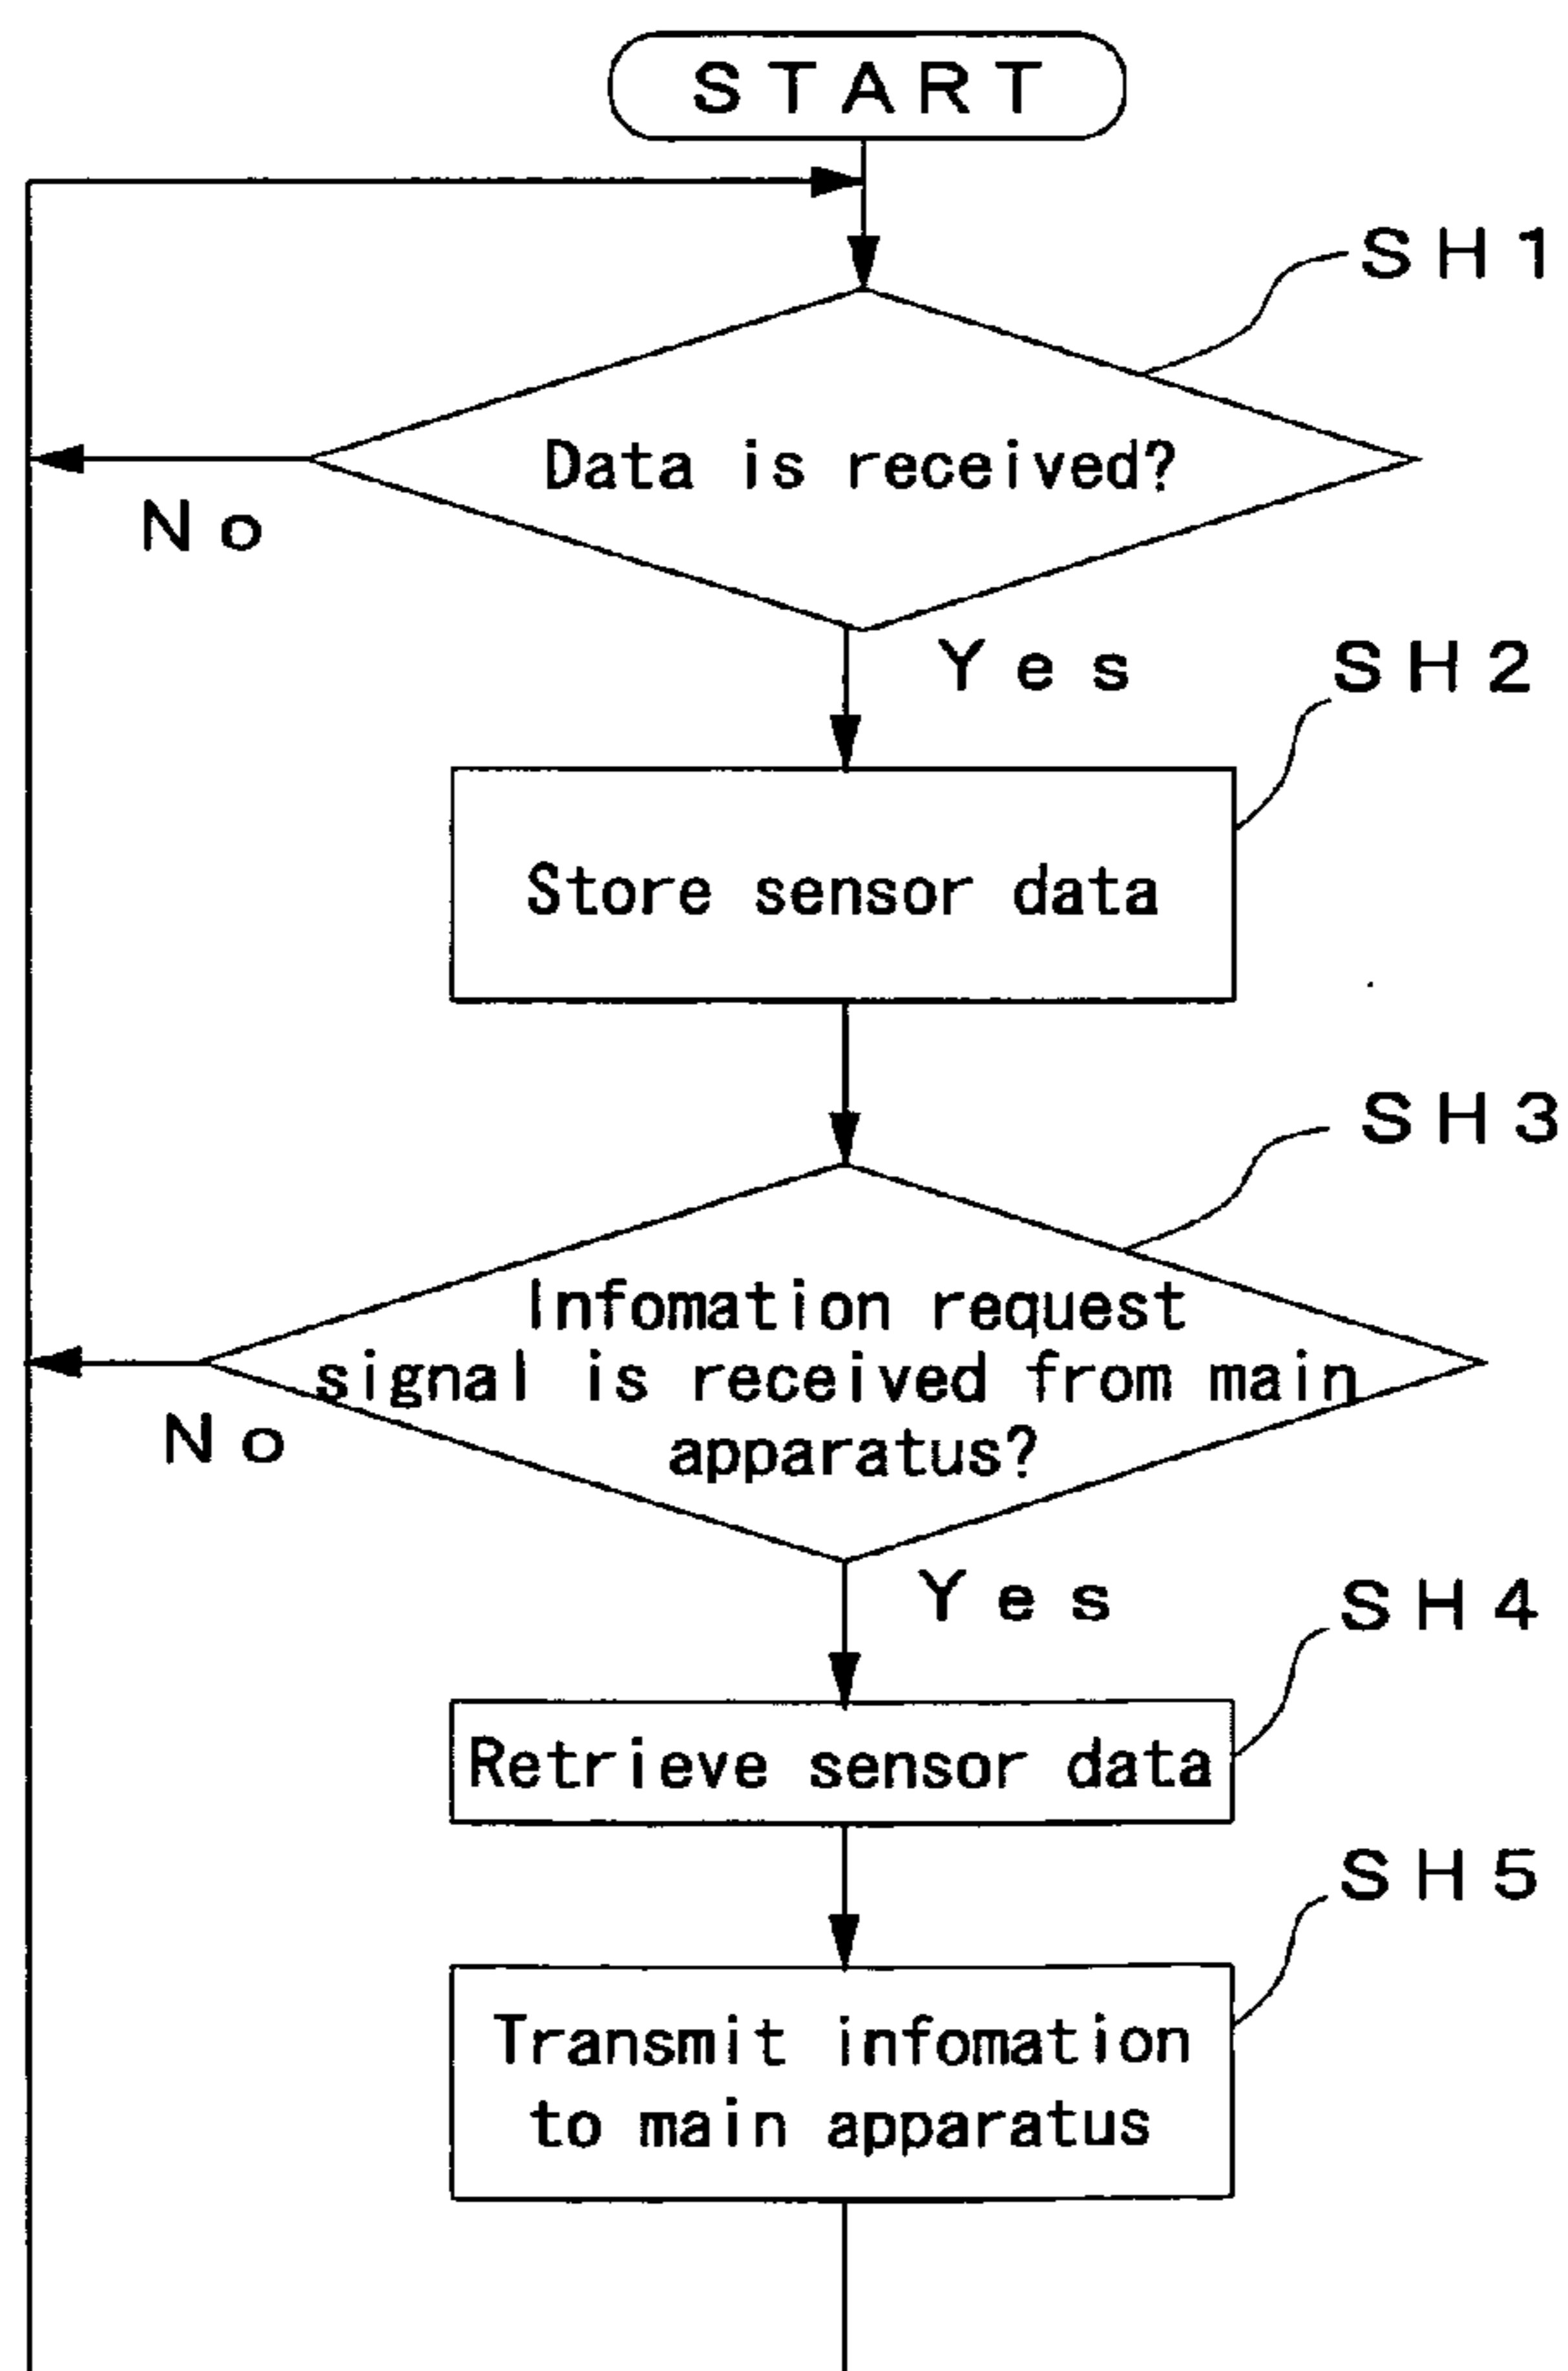 START
SH1
Data is received?
No
Yes
SH2
Store sensor data
SH3
Infomation request
signal is received from main
apparatus?
No
Yes
SH4
Retrieve sensor data
SH5
Transmit infomation
to main apparatus